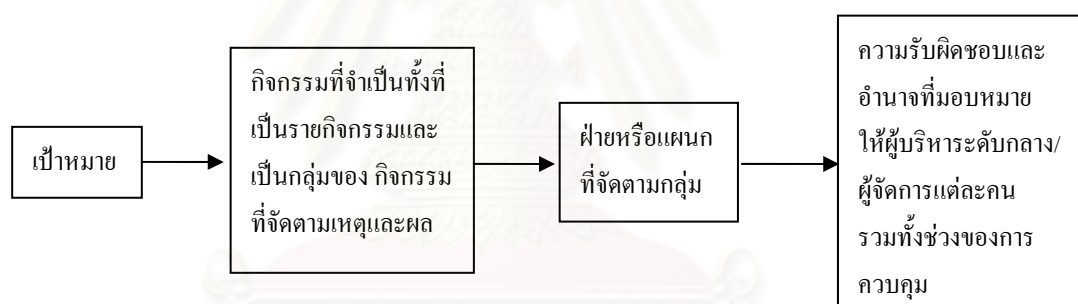 เป้าหมาย
กิจกรรมที่จำเป็นทั้งที่
เป็นรายกิจกรรมและ
เป็นกลุ่มของ กิจกรรม
ที่จัดตามเหตุและผล
ฝ่ายหรือแผนก
ที่จัดตามกลุ่ม
ความรับผิดชอบและ
อำนาจที่มอบหมาย
ให้ผู้บริหาระดับกลาง/
ผู้จัดการแต่ละคน
รวมทั้งช่วงของการ
ควบคุม